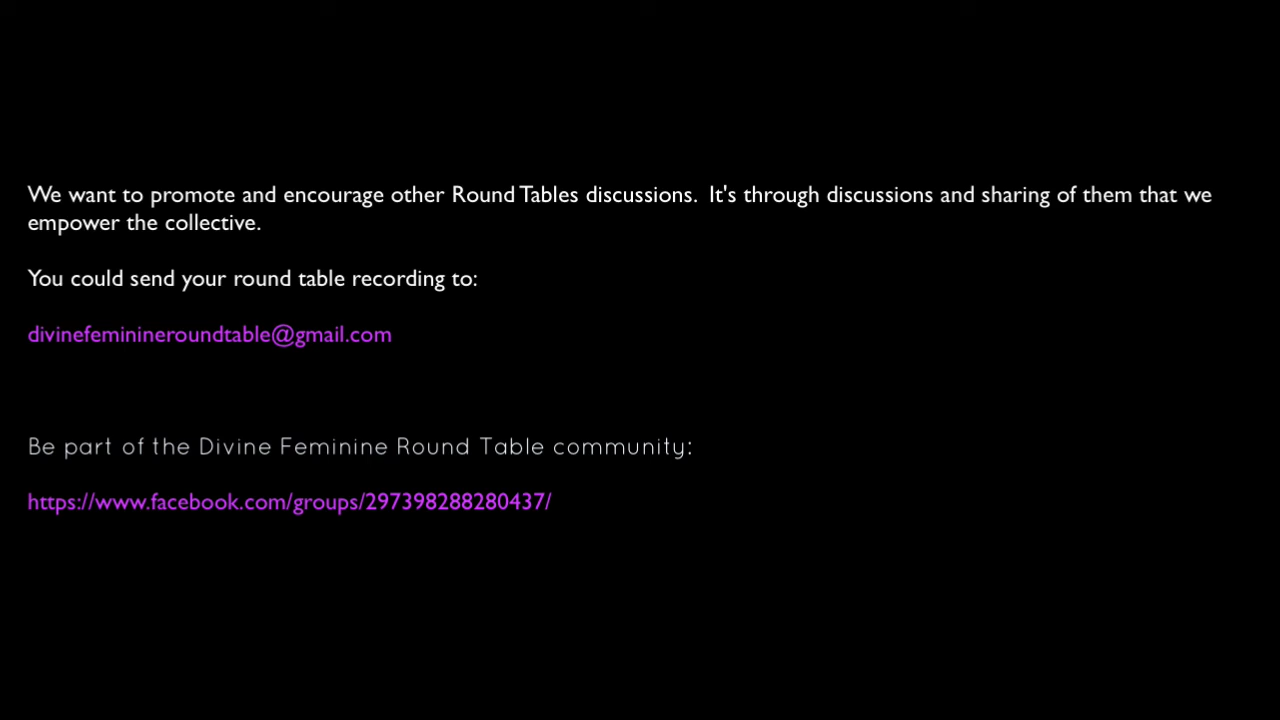 We want to promote and encourage other Round Tables discussions.  It's through discussions and sharing of them that we
empower the collective.
You could send your round table recording to:
divinefeminineroundtable@gmail.com
Be part of the Divine Feminine Round Table community:
https://www.facebook.com/groups/297398288280437/